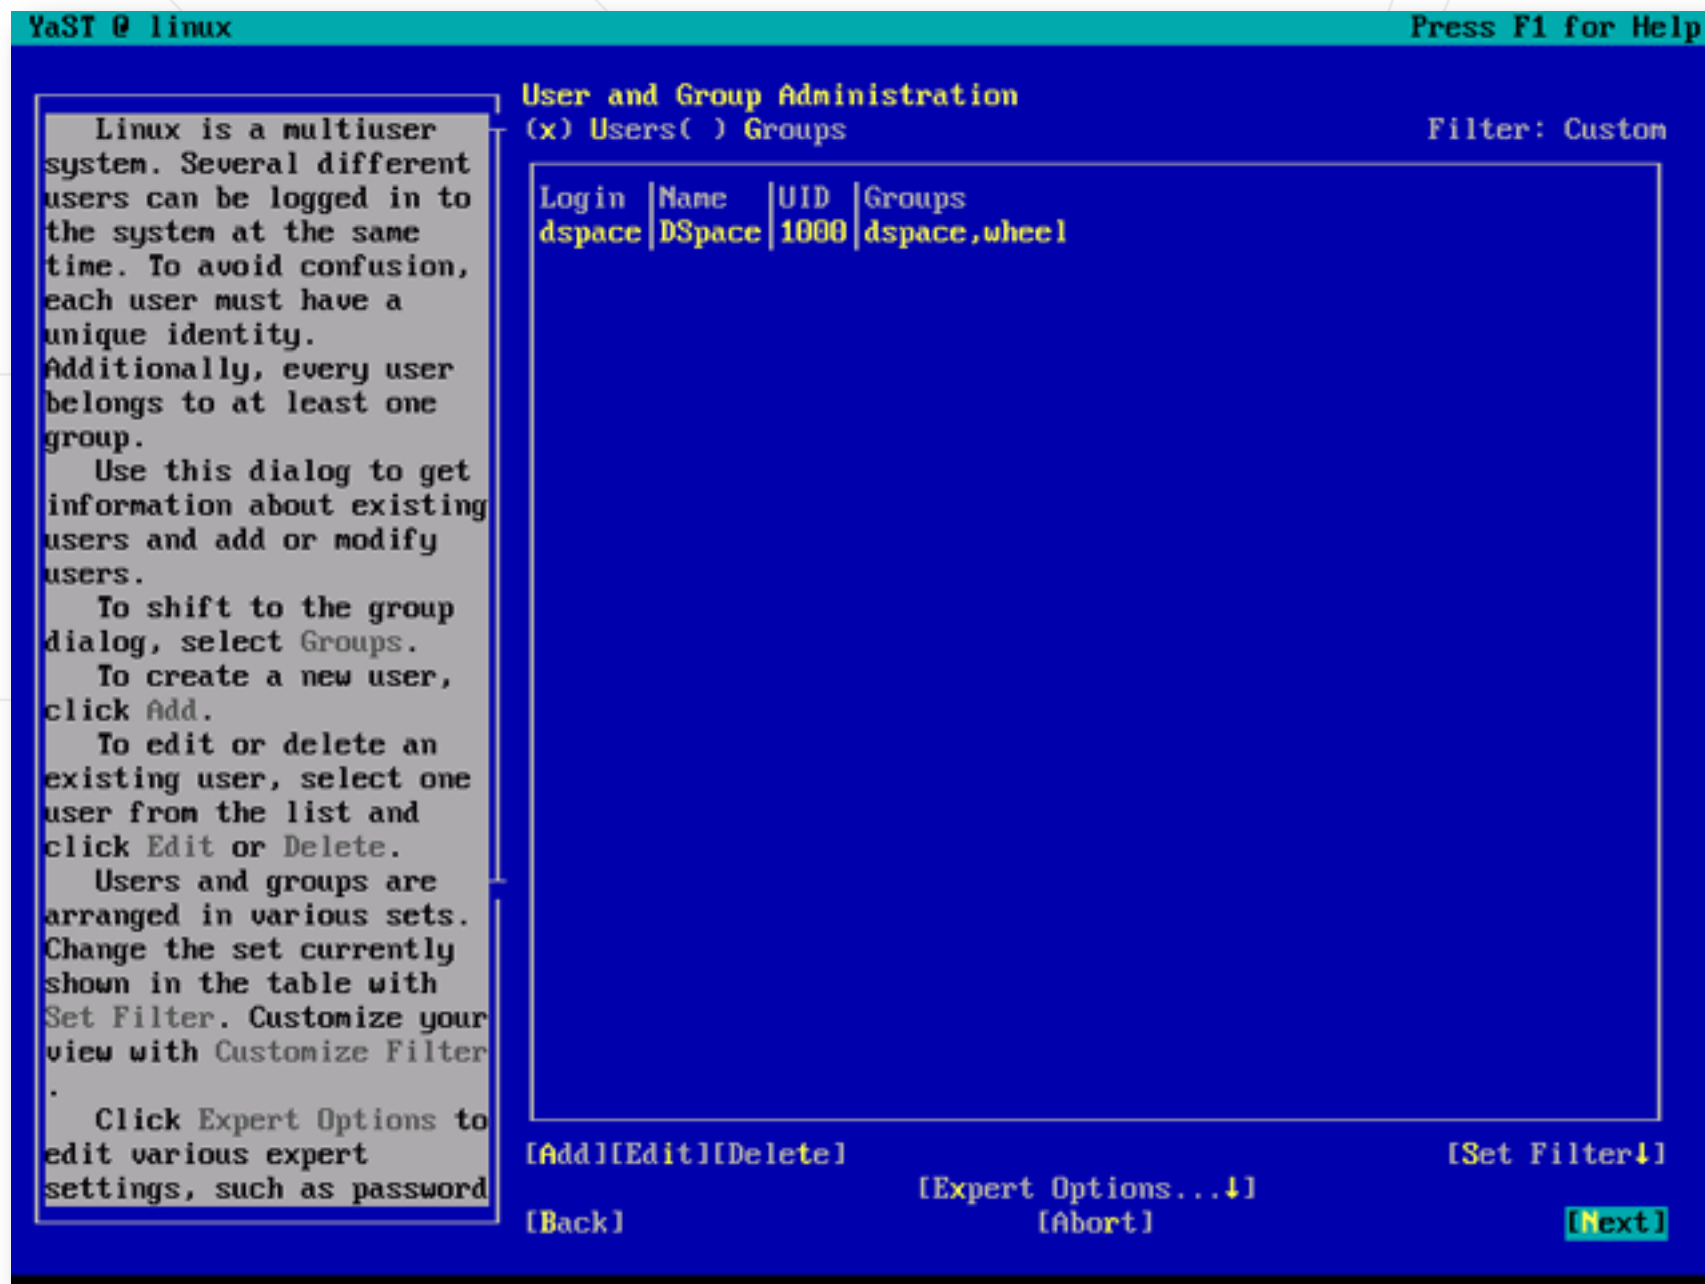 YaST @ linux Press F1 for Help
Linux is a multiuser
system. Several different
users can be logged in to
the system at the same
time. To avoid confusion,
each user must have a
unique identity.
Additionally, every user
belongs to at least one
group.
Use this dialog to get
information about existing
users and add or modify
users.
To shift to the group
dialog, select Groups.
To create a new user,
click Add.
To edit or delete an
existing user, select one
user from the list and
click Edit or Delete.
Users and groups are
arranged in various sets.
Change the set currently
shown in the table with
Set Filter. Customize your
view with Customize Filter
.
Click Expert Options to
edit various expert
settings, such as password
User and Group Administration
(x) Users( ) Groups Filter: Custom
Login |Name |UID |Groups
dspace|DSpace|1000|dspace,wheel
[Add][Edit][Delete] [Set Filter↓]
[Expert Options...↓]
[Back] [Abort] [Next]